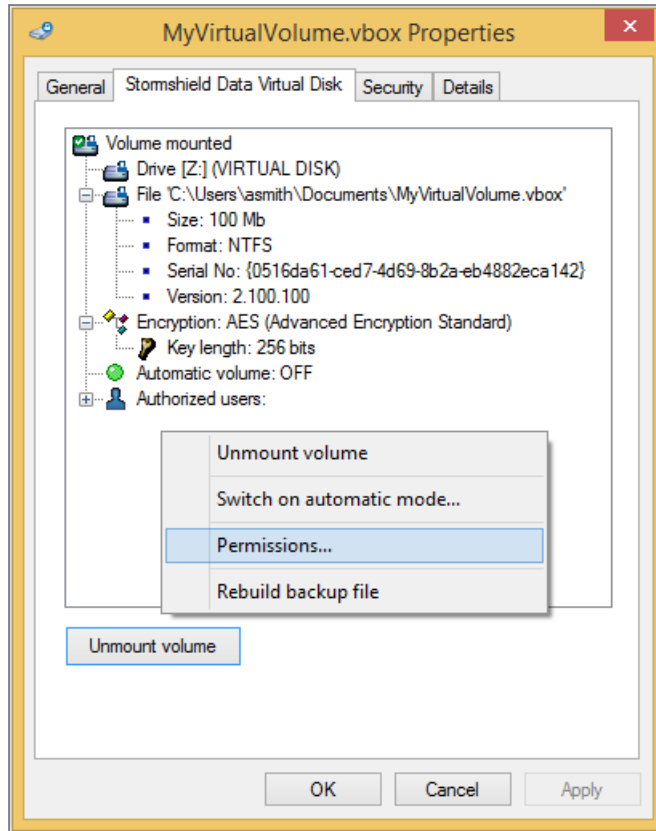 MyVirtualVolume.vbox Properties
General
Stormshield Data Virtual Disk
Security
Details
Volume mounted
Drive [Z:] (VIRTUAL DISK)
File 'C:\Users\asmith\Documents\MyVirtualVolume.vbox'
Size: 100 Mb
Format: NTFS
Serial No: {0516da61-ced7-4d69-8b2a-eb4882eca142}
Version: 2.100.100
Encryption: AES (Advanced Encryption Standard)
Key length: 256 bits
Automatic volume: OFF
Authorized users:
Unmount volume
Switch on automatic mode...
Permissions...
Rebuild backup file
Unmount volume
OK
Cancel
Apply